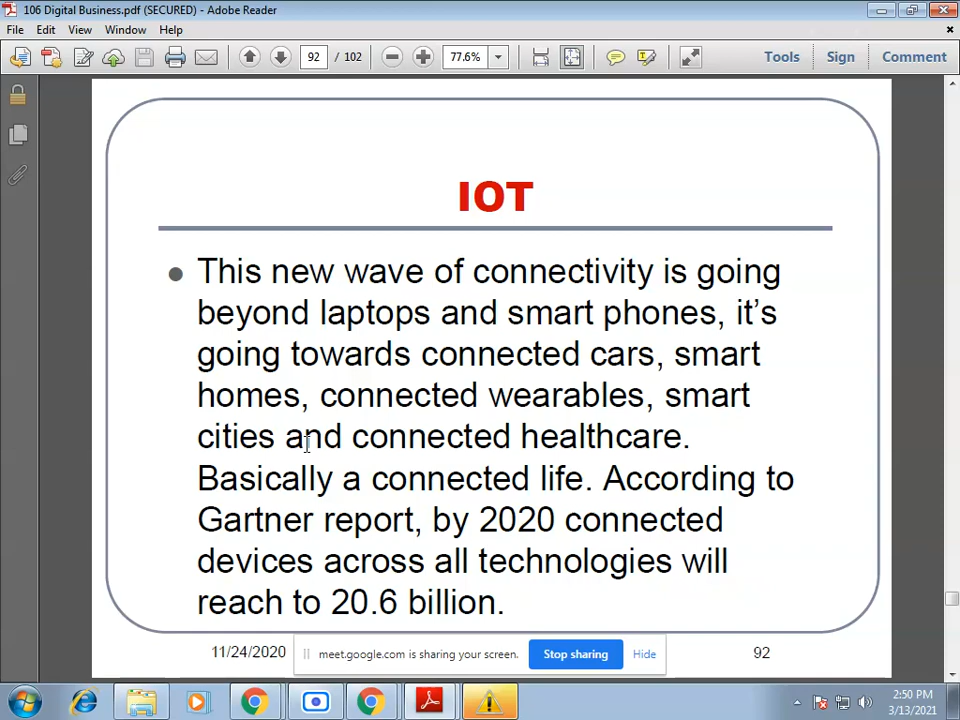 106 Digital Business.pdf (SECURED) - Adobe Reader
File Edit View Window Help
92 / 102 77.6% Tools Sign Comment
IOT
This new wave of connectivity is going
beyond laptops and smart phones, it’s
going towards connected cars, smart
homes, connected wearables, smart
cities and connected healthcare.
Basically a connected life. According to
Gartner report, by 2020 connected
devices across all technologies will
reach to 20.6 billion.
11/24/2020 92
meet.google.com is sharing your screen. Stop sharing Hide
2:50 PM
3/13/2021